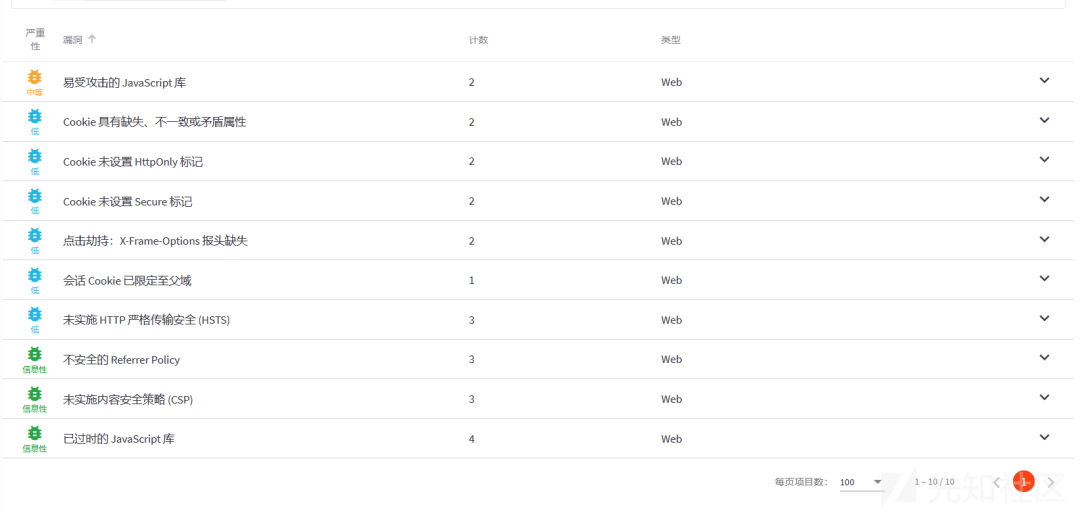 严重性 漏洞 计数 类型
中等 易受攻击的 JavaScript 库 2 Web
低 Cookie 具有缺失、不一致或矛盾属性 2 Web
低 Cookie 未设置 HttpOnly 标记 2 Web
低 Cookie 未设置 Secure 标记 2 Web
低 点击劫持：X-Frame-Options 报头缺失 2 Web
低 会话 Cookie 已限定至父域 1 Web
低 未实施 HTTP 严格传输安全 (HSTS) 3 Web
信息性 不安全的 Referrer Policy 3 Web
信息性 未实施内容安全策略 (CSP) 3 Web
信息性 已过时的 JavaScript 库 4 Web
每页项目数： 100 1 – 10 / 10 1
先知社区